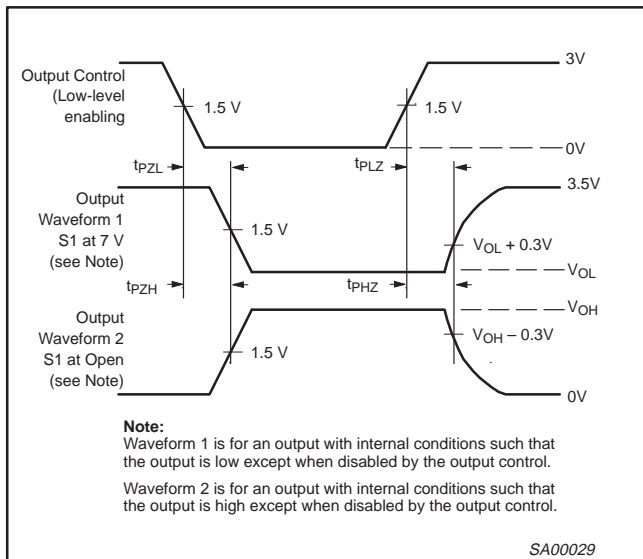 Output Control
(Low-level
enabling
1.5 V
1.5 V
3V
0V
tPZL
tPLZ
3.5V
Output
Waveform 1
S1 at 7 V
(see Note)
1.5 V
VOL + 0.3V
VOL
tPZH
tPHZ
VOH
Output
Waveform 2
S1 at Open
(see Note)
1.5 V
VOH – 0.3V
0V
Note:
Waveform 1 is for an output with internal conditions such that
the output is low except when disabled by the output control.
Waveform 2 is for an output with internal conditions such that
the output is high except when disabled by the output control.
SA00029